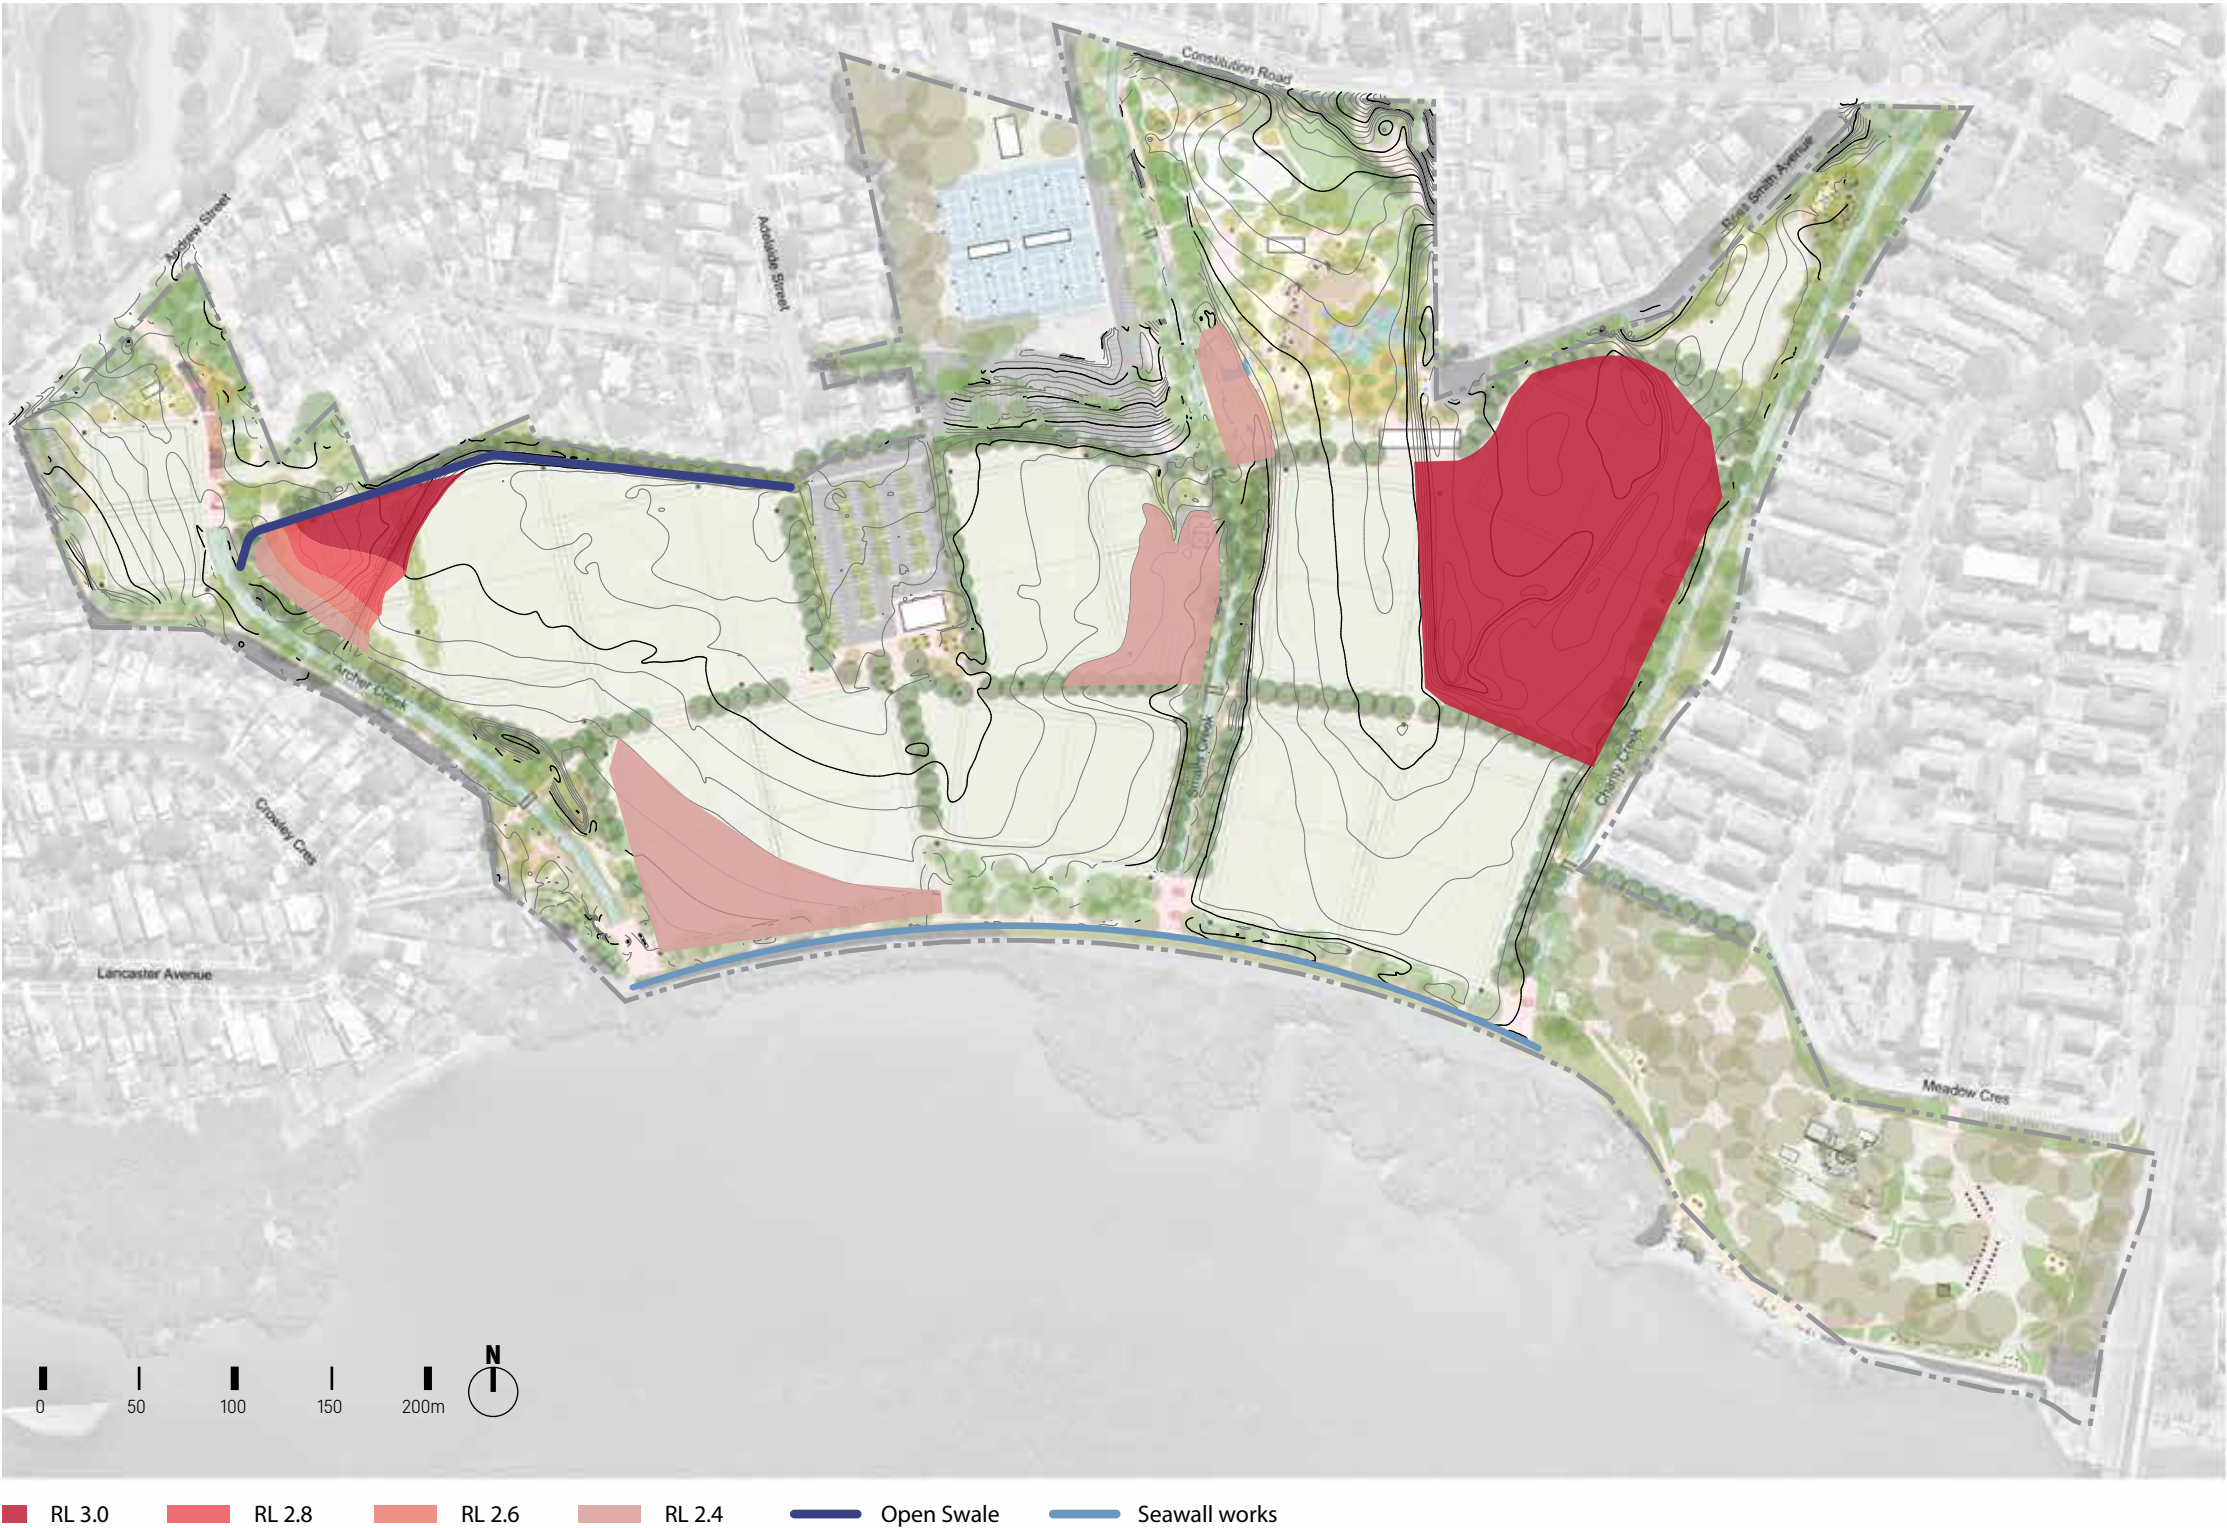 Constitution Road
Ross Smith Avenue
Andrew Street
Adelaide Street
Archer Creek
Smalls Creek
Charity Creek
Crowley Cres
Lancaster Avenue
Meadow Cres
N
0 50 100 150 200m
RL 3.0 RL 2.8 RL 2.6 RL 2.4 Open Swale Seawall works